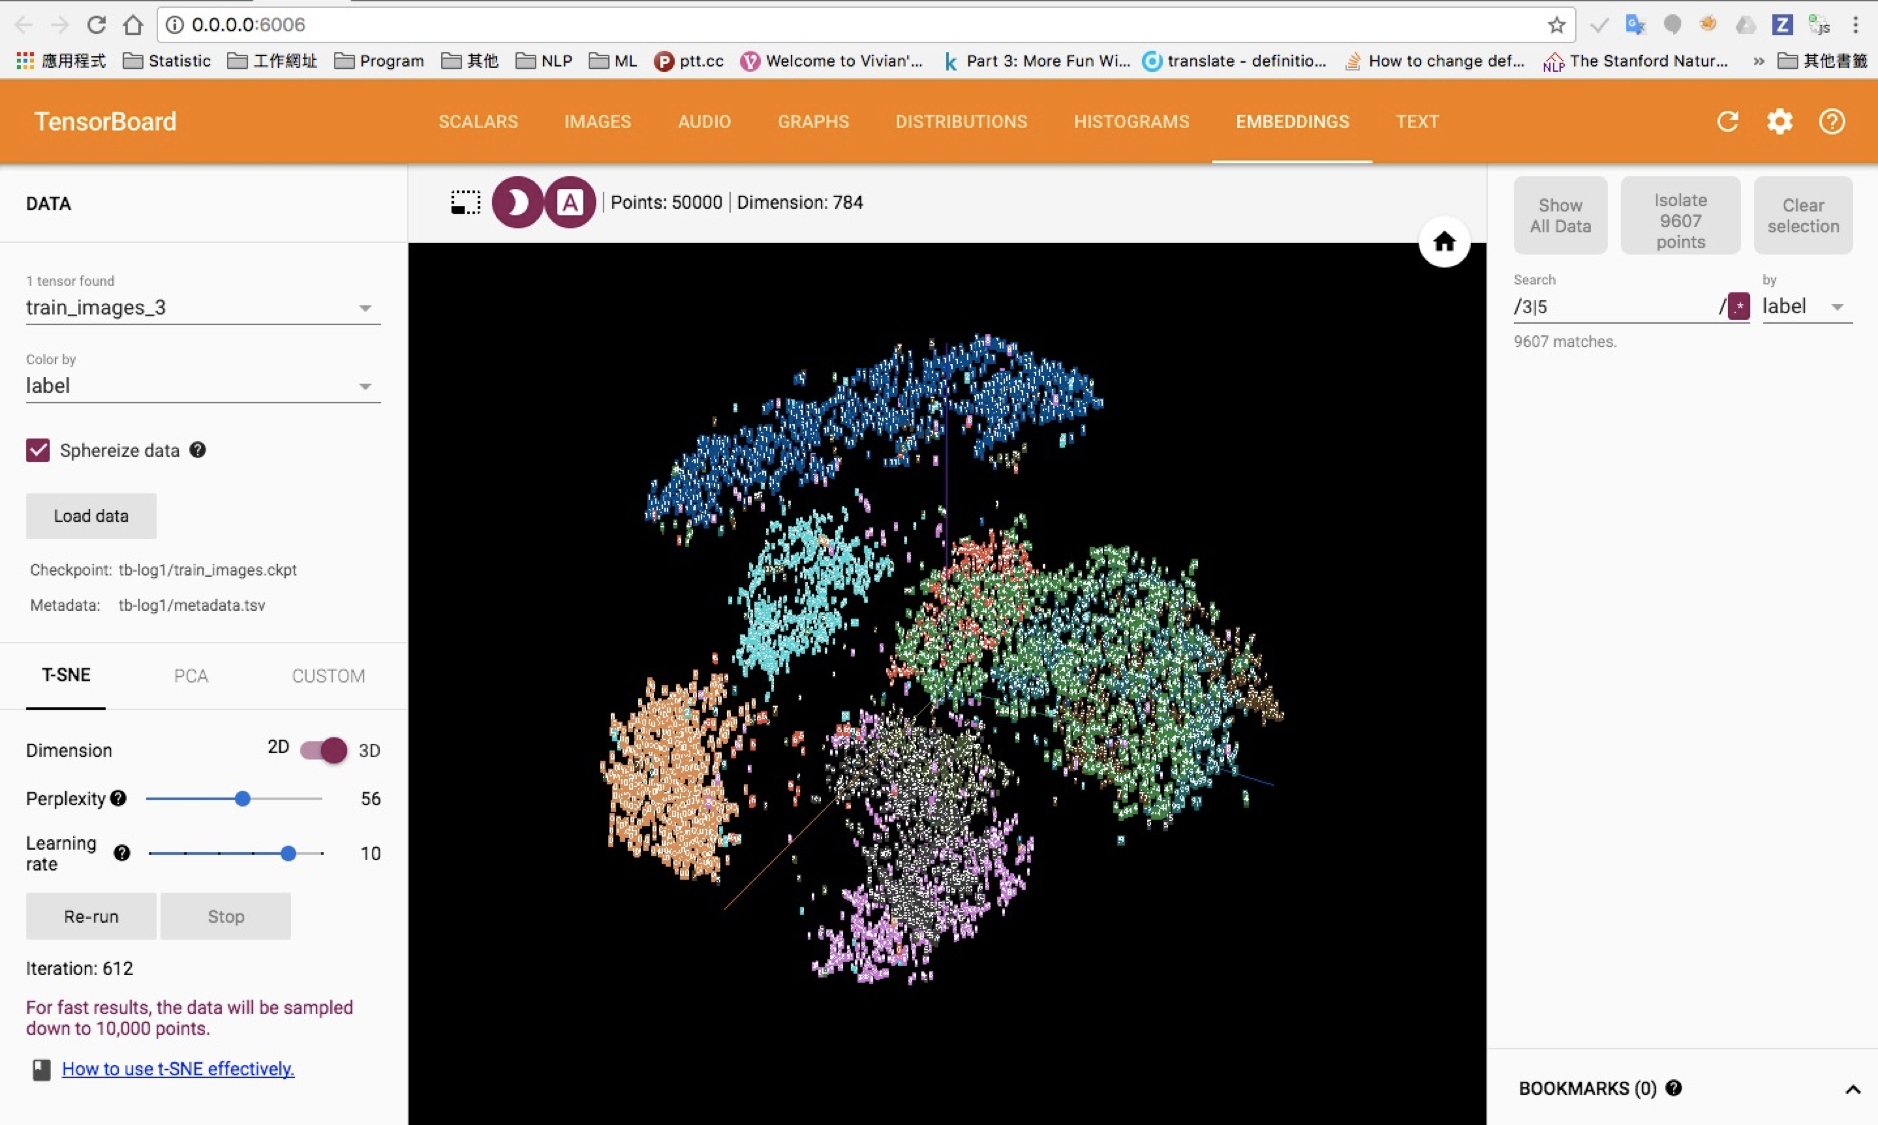 0.0.0.0:6006
應用程式 Statistic 工作網址 Program 其他 NLP ML ptt.cc Welcome to Vivian'... Part 3: More Fun Wi... translate - definitio... How to change def... The Stanford Natur... » 其他書籤
TensorBoard SCALARS IMAGES AUDIO GRAPHS DISTRIBUTIONS HISTOGRAMS EMBEDDINGS TEXT
DATA
1 tensor found
train_images_3
Color by
label
Sphereize data
Load data
Checkpoint: tb-log1/train_images.ckpt
Metadata: tb-log1/metadata.tsv
T-SNE PCA CUSTOM
Dimension 2D 3D
Perplexity 56
Learning
rate 10
Re-run Stop
Iteration: 612
For fast results, the data will be sampled
down to 10,000 points.
How to use t-SNE effectively.
A | Points: 50000 | Dimension: 784
Show
All Data
Isolate
9607
points
Clear
selection
Search by
/3|5 / .* label
9607 matches.
BOOKMARKS (0)